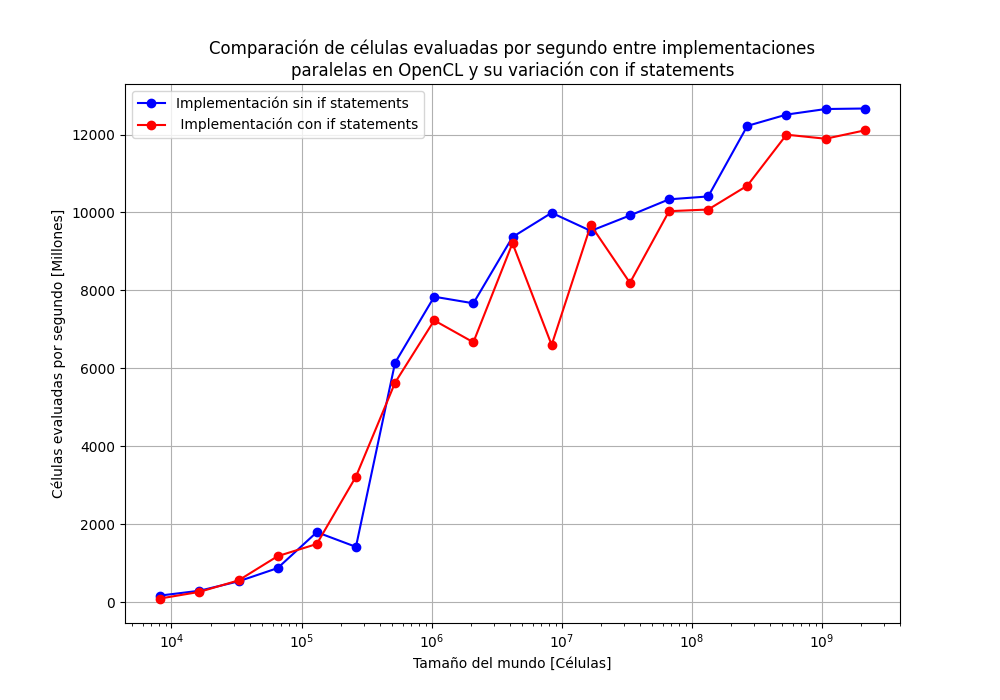 Comparación de células evaluadas por segundo entre implementaciones
paralelas en OpenCL y su variación con if statements
Implementación sin if statements
Implementación con if statements
Células evaluadas por segundo [Millones]
12000
10000
8000
6000
4000
2000
0
10⁴ 10⁵ 10⁶ 10⁷ 10⁸ 10⁹
Tamaño del mundo [Células]